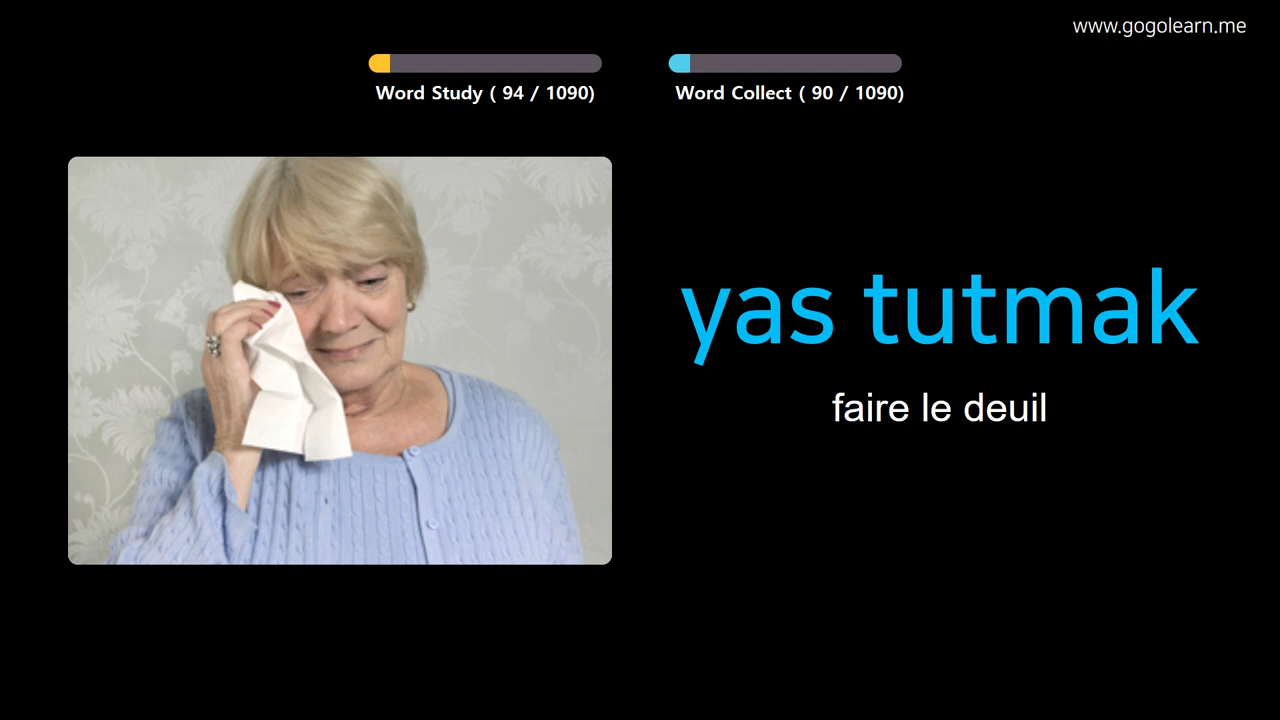 www.gogolearn.me
Word Study ( 94 / 1090)
Word Collect ( 90 / 1090)
yas tutmak
faire le deuil